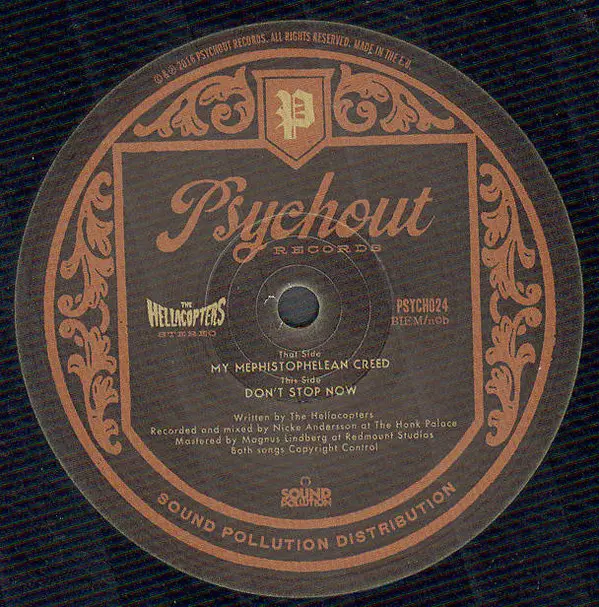 © & ℗ 2016 PSYCHOUT RECORDS. ALL RIGHTS RESERVED. MADE IN THE E.U.
P
Psychout
RECORDS
THE
HELLACOPTERS
STEREO
PSYCH024
BIEM/ncb
That Side
MY MEPHISTOPHELEAN CREED
This Side
DON'T STOP NOW
Written by The Hellacopters
Recorded and mixed by Nicke Andersson at The Honk Palace
Mastered by Magnus Lindberg at Redmount Studios
Both songs Copyright Control
SOUND
POLLUTION
SOUND POLLUTION DISTRIBUTION